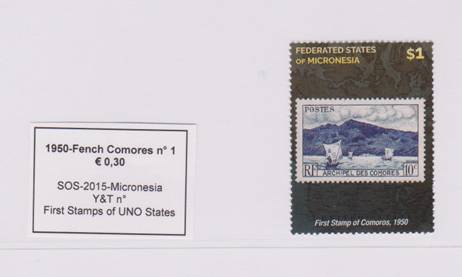 1950-Fench Comores n° 1
€ 0,30
SOS-2015-Micronesia
Y&T n°
First Stamps of UNO States
FEDERATED STATES
OF MICRONESIA
$1
POSTES
RF
ARCHIPEL DES COMORES
10c
First Stamp of Comoros, 1950